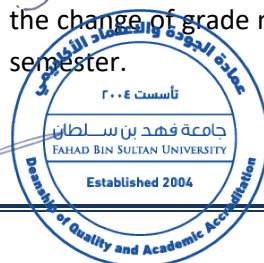 the change of grade
semester.
عمادة الجودة والاعتماد الأكاديمي
تأسست ٢٠٠٤
جامعة فهد بن سلطان
FAHAD BIN SULTAN UNIVERSITY
Established 2004
Deanship of Quality and Academic Accreditation